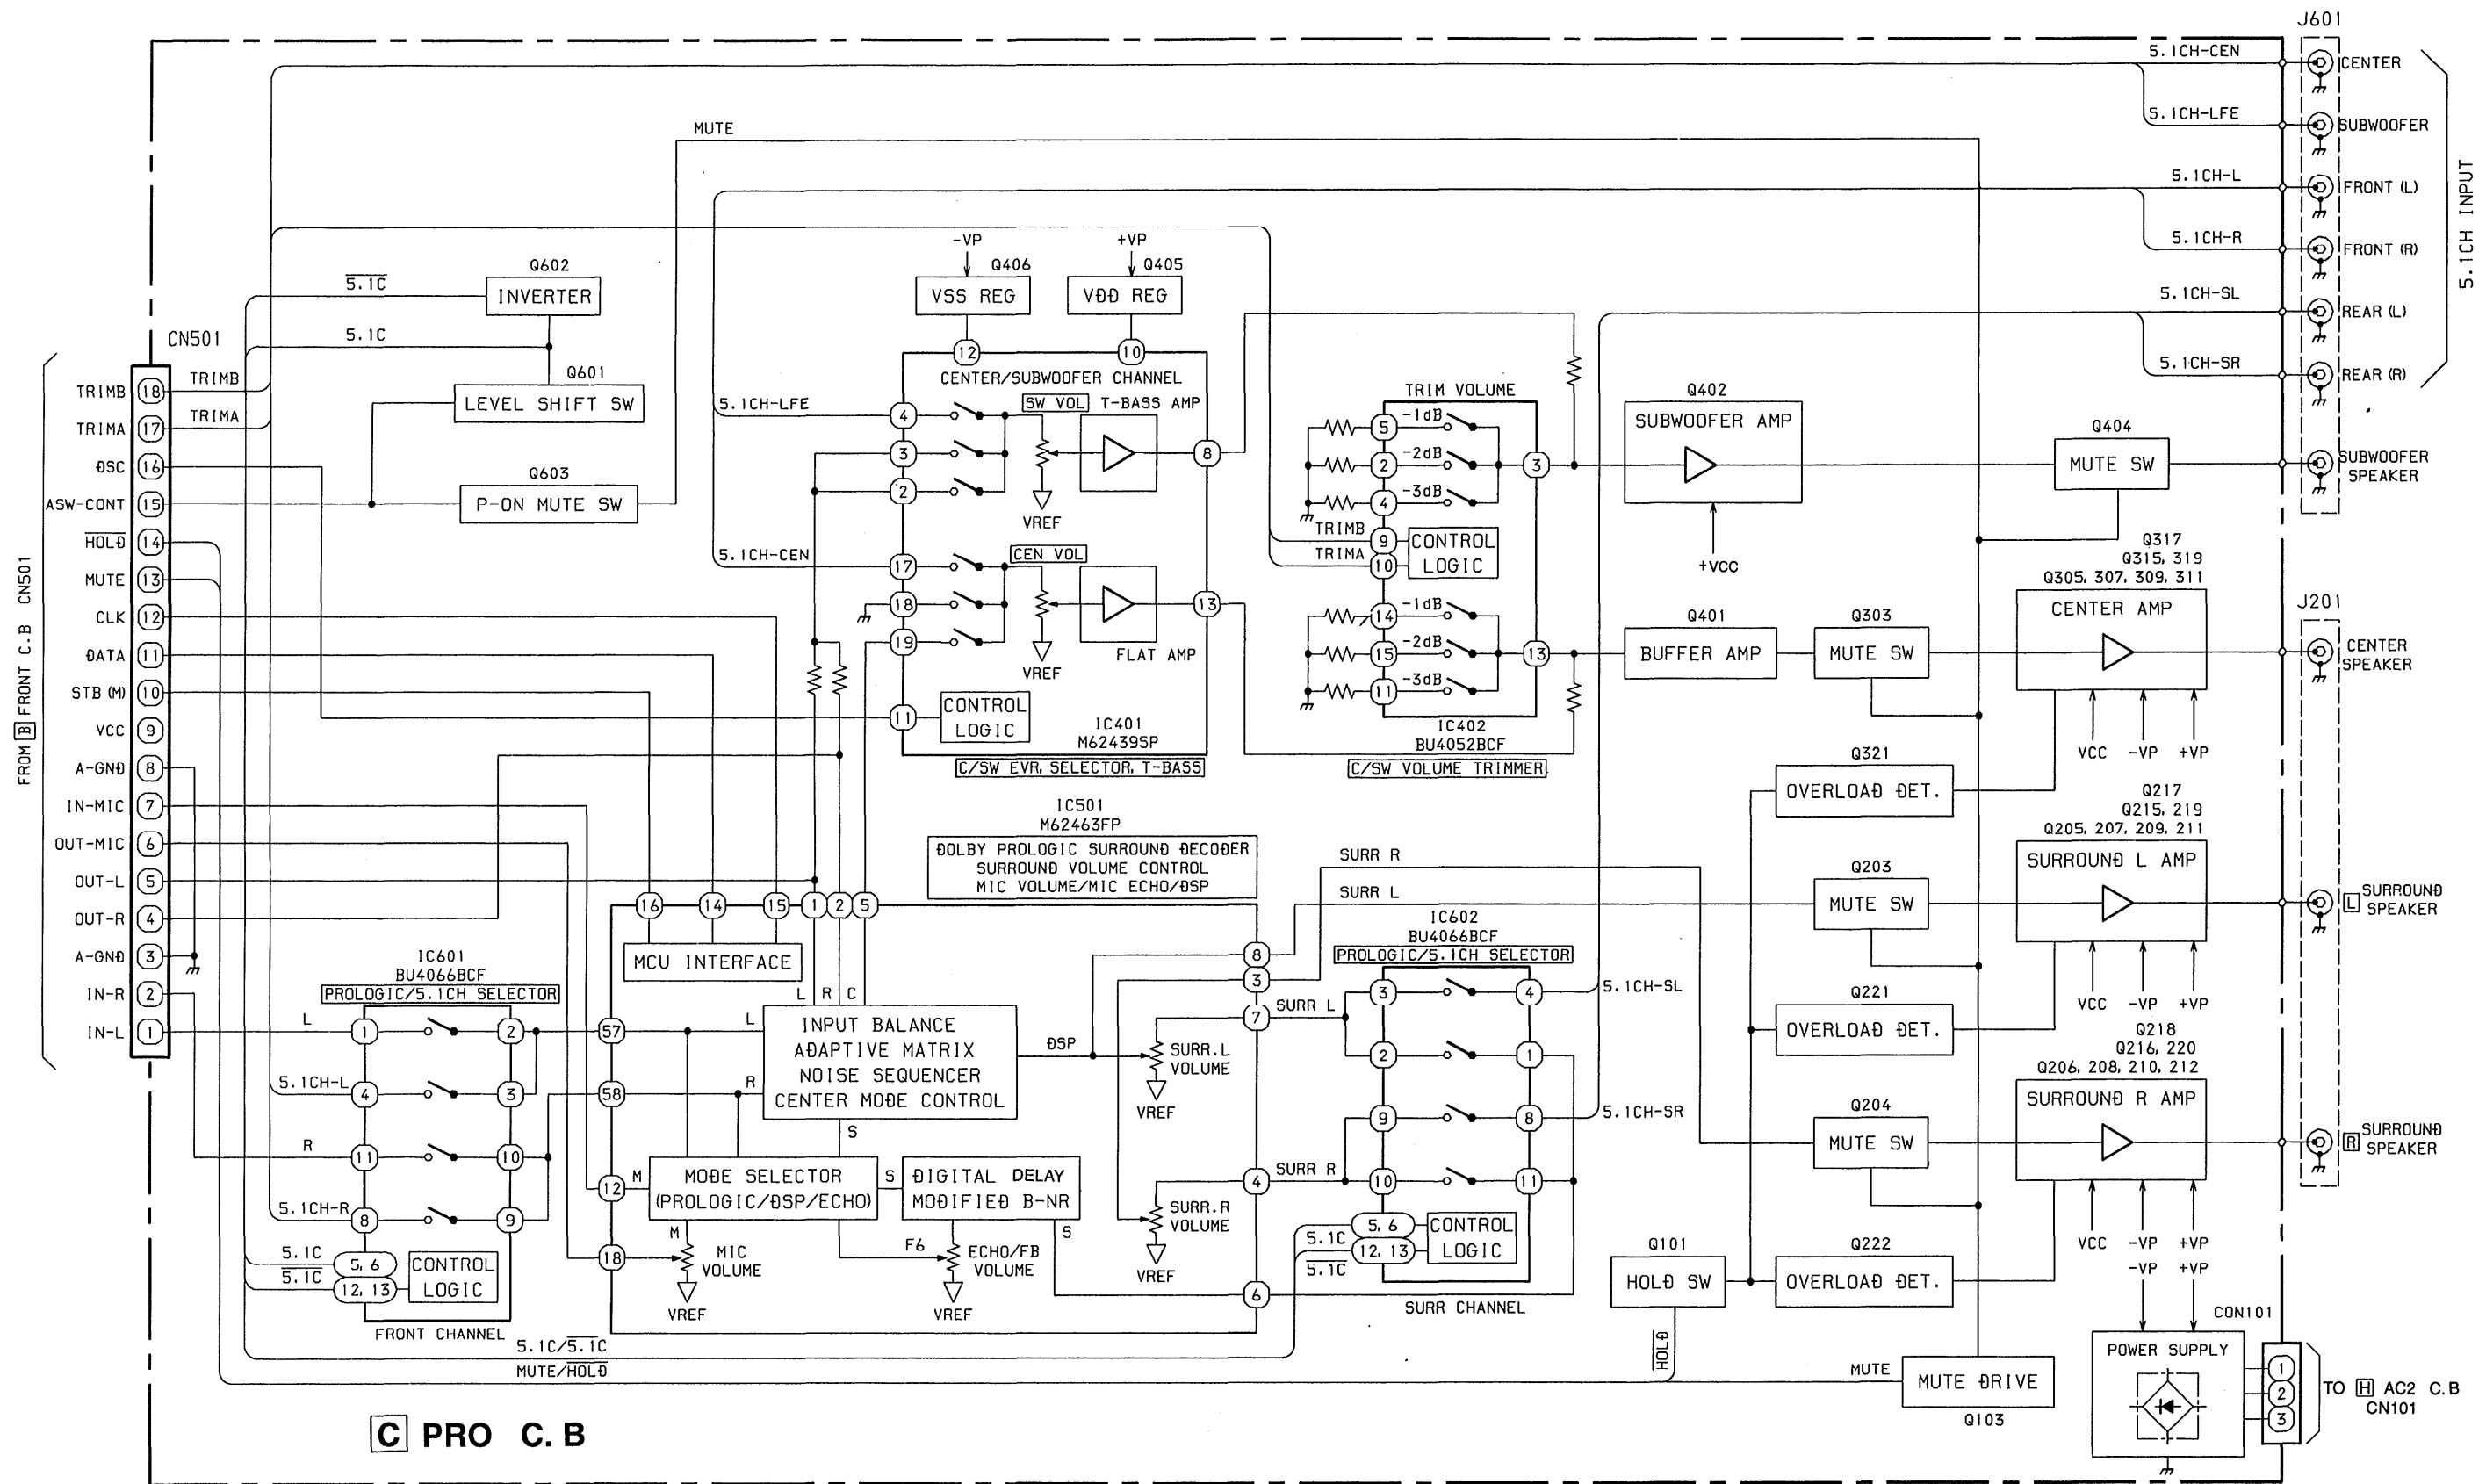 J601
5.1CH-CEN
CENTER
5.1CH-LFE
SUBWOOFER
5.1CH-L
FRONT (L)
5.1CH-R
FRONT (R)
5.1CH-SL
REAR (L)
5.1CH-SR
REAR (R)
5.1CH INPUT
SUBWOOFER
SPEAKER
MUTE
Q602
INVERTER
5.1C
5.1C
Q601
LEVEL SHIFT SW
Q603
P-ON MUTE SW
-VP
Q406
VSS REG
+VP
Q405
VDD REG
CN501
FROM B FRONT C.B CN501
TRIMB 18 TRIMB
TRIMA 17 TRIMA
DSC 16
ASW-CONT 15
HOLD 14
MUTE 13
CLK 12
DATA 11
STB (M) 10
VCC 9
A-GND 8
IN-MIC 7
OUT-MIC 6
OUT-L 5
OUT-R 4
A-GND 3
IN-R 2
IN-L 1
12
10
CENTER/SUBWOOFER CHANNEL
5.1CH-LFE
4
3
2
SW VOL
T-BASS AMP
8
VREF
5.1CH-CEN
17
18
19
CEN VOL
13
FLAT AMP
VREF
11
CONTROL
LOGIC
IC401
M62439SP
C/SW EVR, SELECTOR, T-BASS
TRIM VOLUME
5 -1dB
2 -2dB
4 -3dB
3
TRIMB 9
TRIMA 10
CONTROL
LOGIC
14 -1dB
15 -2dB
11 -3dB
13
IC402
BU4052BCF
C/SW VOLUME TRIMMER
Q402
SUBWOOFER AMP
+VCC
Q404
MUTE SW
Q401
BUFFER AMP
Q303
MUTE SW
Q317
Q315, 319
Q305, 307, 309, 311
CENTER AMP
VCC -VP +VP
J201
CENTER
SPEAKER
Q321
OVERLOAD DET.
Q217
Q215, 219
Q205, 207, 209, 211
SURROUND L AMP
VCC -VP +VP
L SURROUND
SPEAKER
Q203
MUTE SW
Q221
OVERLOAD DET.
Q218
Q216, 220
Q206, 208, 210, 212
SURROUND R AMP
VCC -VP +VP
-VP +VP
R SURROUND
SPEAKER
Q204
MUTE SW
Q101
HOLD SW
Q222
OVERLOAD DET.
HOLD
MUTE
MUTE DRIVE
Q103
CON101
POWER SUPPLY
1
2
3
TO H AC2 C.B
CN101
IC501
M62463FP
DOLBY PROLOGIC SURROUND DECODER
SURROUND VOLUME CONTROL
MIC VOLUME/MIC ECHO/DSP
SURR R
SURR L
16 14 15 1 2 5
MCU INTERFACE
L R C
8
3
7
4
6
57
58
12
18
L
R
INPUT BALANCE
ADAPTIVE MATRIX
NOISE SEQUENCER
CENTER MODE CONTROL
DSP
SURR.L
VOLUME
VREF
S
M
MODE SELECTOR
(PROLOGIC/DSP/ECHO)
S
DIGITAL DELAY
MODIFIED B-NR
S
SURR.R
VOLUME
VREF
M
MIC
VOLUME
VREF
F6
ECHO/FB
VOLUME
VREF
IC601
BU4066BCF
PROLOGIC/5.1CH SELECTOR
L 1 2
5.1CH-L 4 3
R 11 10
5.1CH-R 8 9
5.1C 5, 6
5.1C 12, 13
CONTROL
LOGIC
FRONT CHANNEL
IC602
BU4066BCF
PROLOGIC/5.1CH SELECTOR
SURR L
3 4 5.1CH-SL
2 1
9 8 5.1CH-SR
SURR R
10 11
5.1C 5, 6
5.1C 12, 13
CONTROL
LOGIC
SURR CHANNEL
5.1C/5.1C
MUTE/HOLD
C PRO C.B